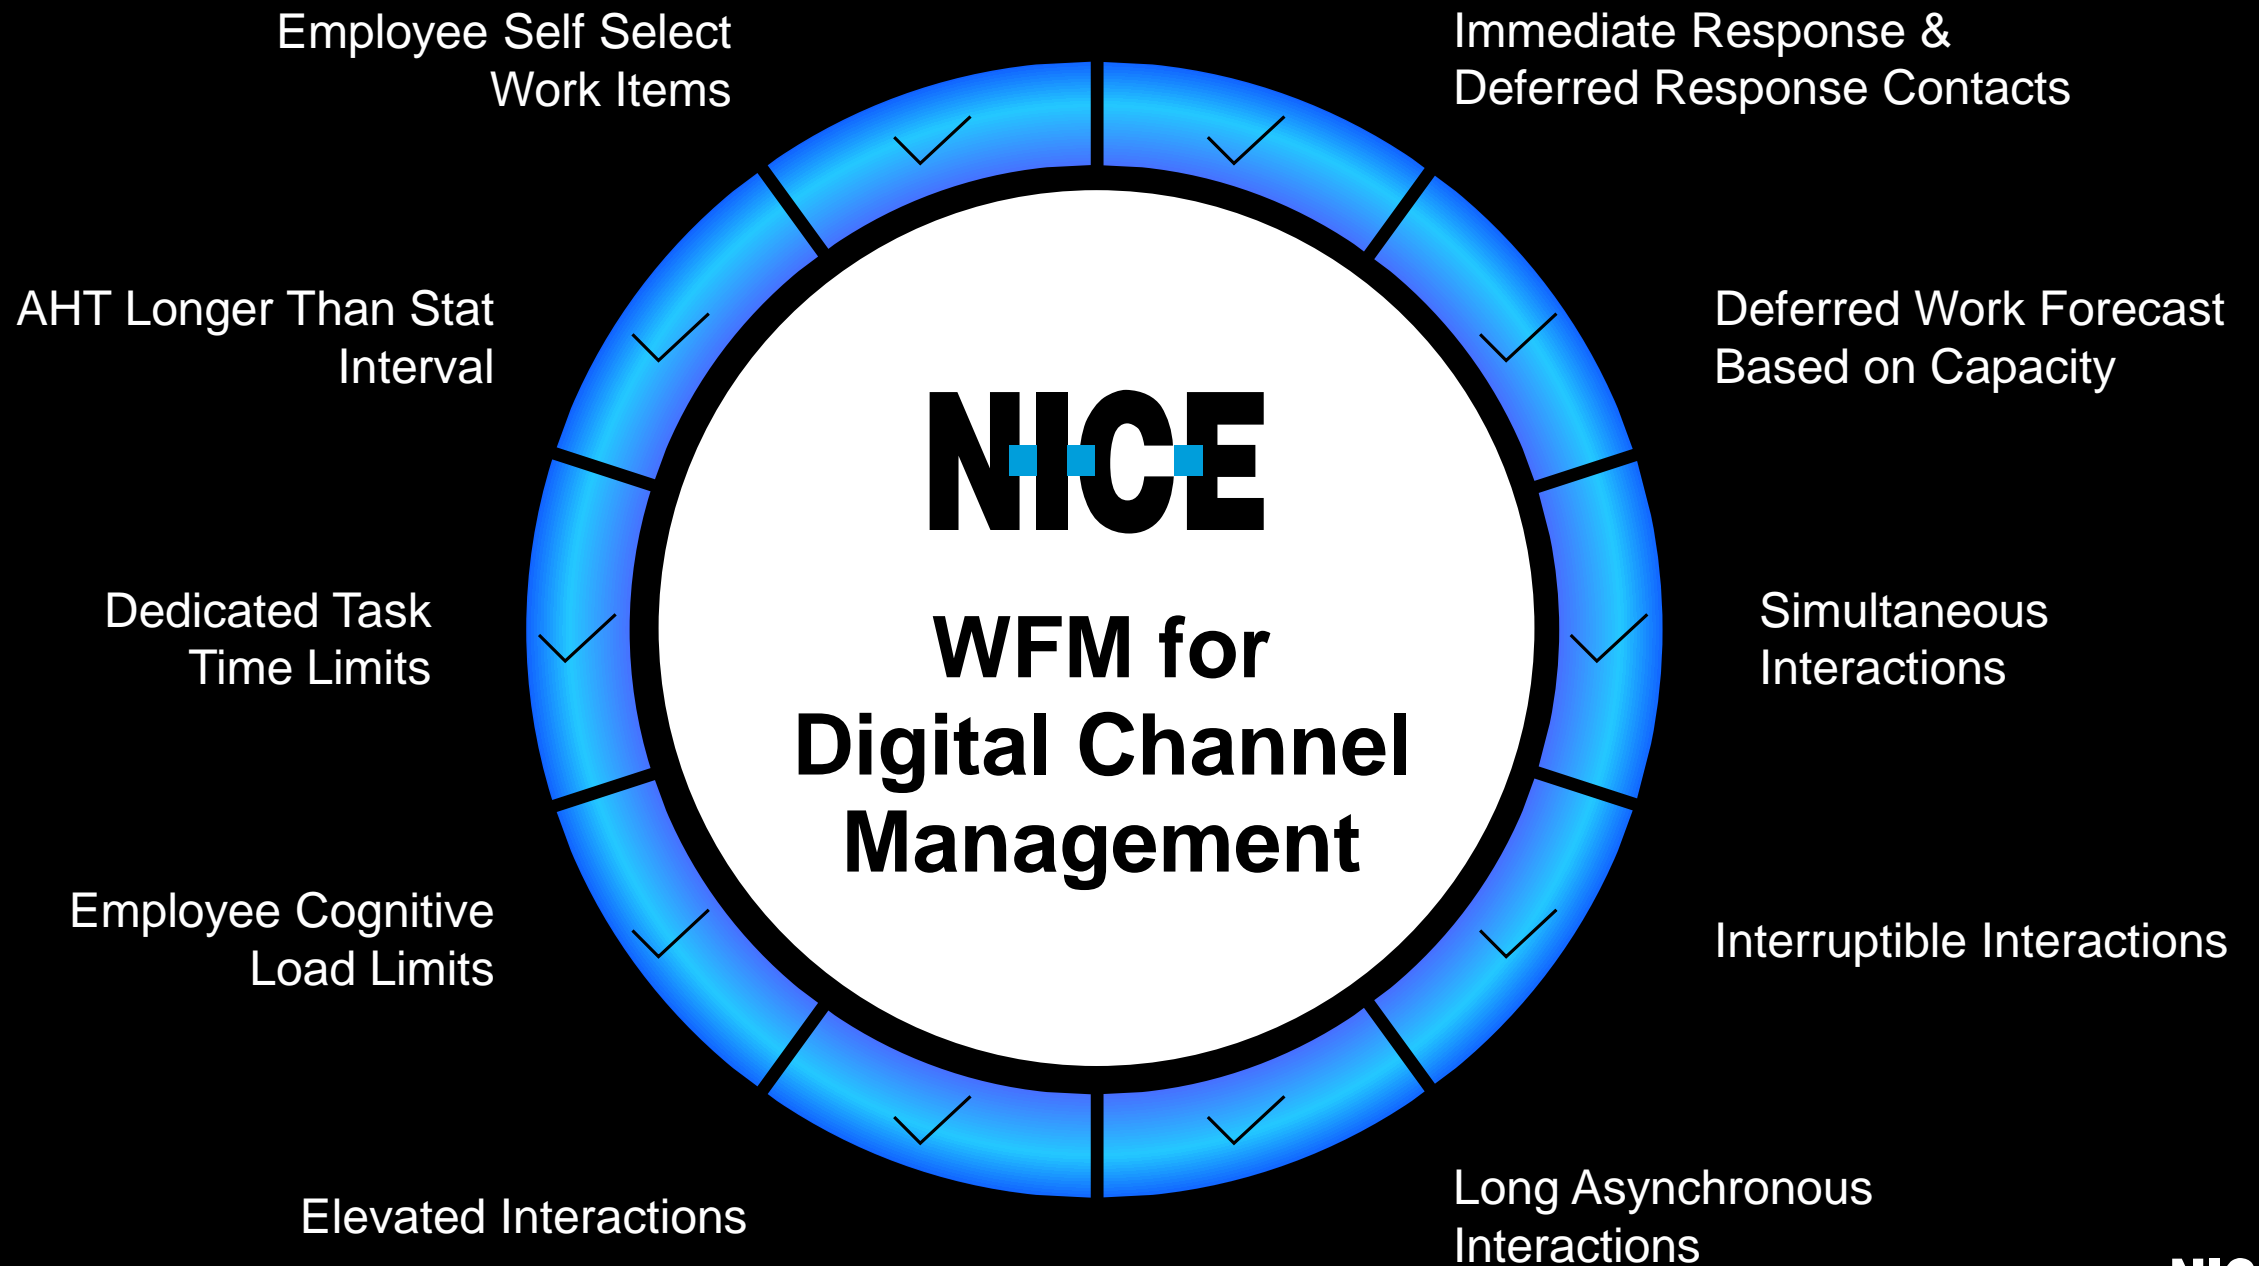 Employee Self Select
Work Items
Immediate Response &
Deferred Response Contacts
AHT Longer Than Stat
Interval
Deferred Work Forecast
Based on Capacity
NICE
WFM for
Digital Channel
Management
Dedicated Task
Time Limits
Simultaneous
Interactions
Employee Cognitive
Load Limits
Interruptible Interactions
Elevated Interactions
Long Asynchronous
Interactions